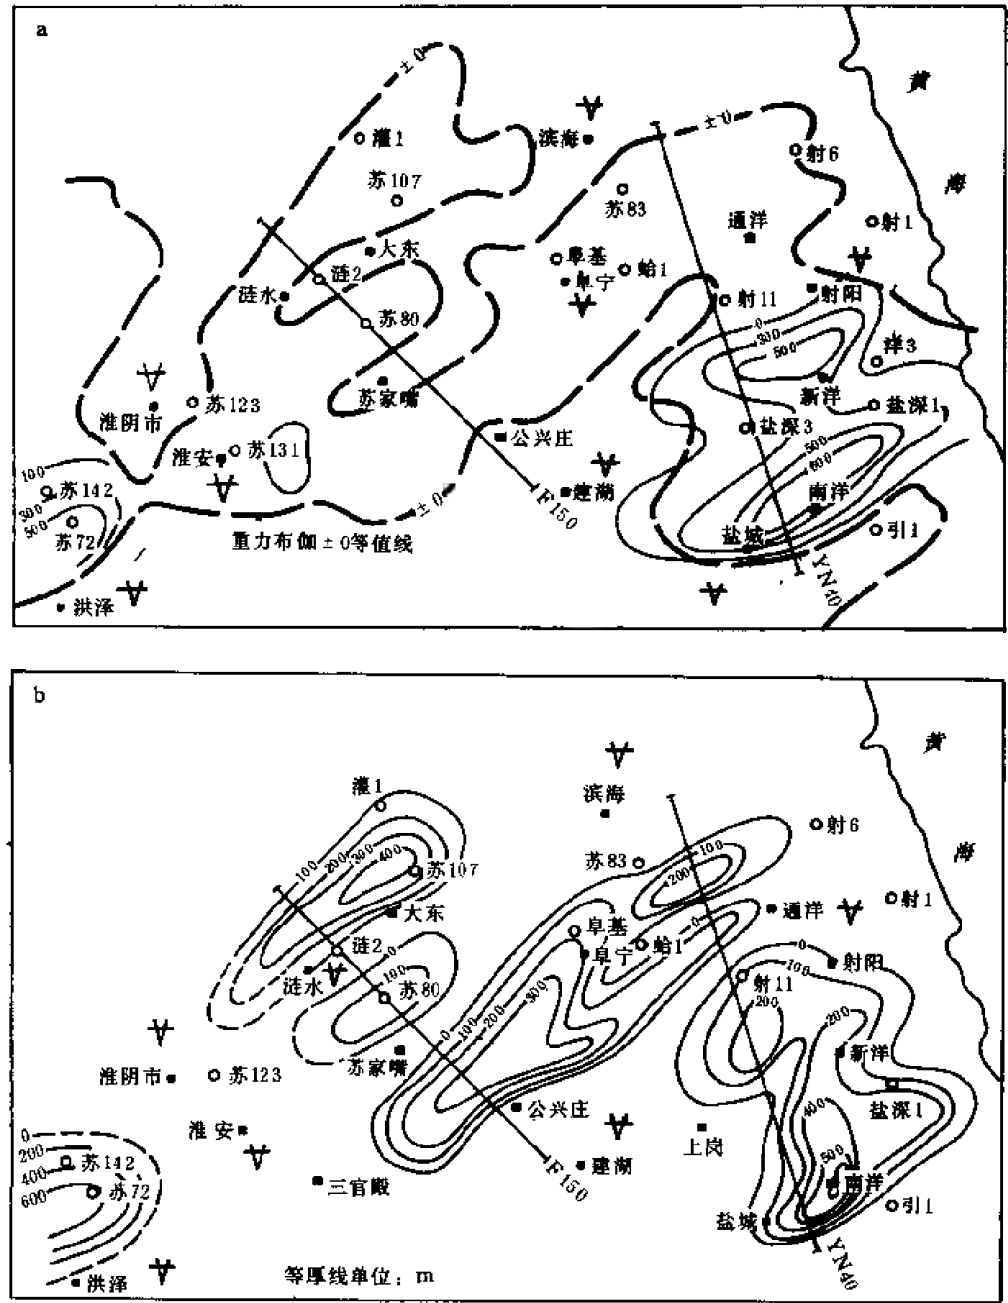 a
±0
黄
海
灌1
滨海
±0
射6
苏107
苏83
射1
大东
通洋
阜基
蛤1
涟2
阜宁
射阳
涟水
射11
0
苏80
300
洋3
500
苏家嘴
新洋
淮阴市
苏123
盐深1
公兴庄
盐深3
淮安
苏131
500
600
100
苏142
F150
建湖
南洋
300
500
±0
苏72
重力布伽±0等值线
盐城
引1
YN40
洪泽
b
黄
海
灌1
滨海
射6
100
200
300
400
苏107
苏83
100
200
射1
大东
通洋
0
阜基
蛤1
涟2
0
阜宁
0
射阳
涟水
100
苏80
300
100
射11
200
200
0
100
200
新洋
苏家嘴
淮阴市
苏123
盐深1
公兴庄
400
淮安
上岗
0
200
苏142
400
苏72
600
F150
建湖
500
南洋
三官殿
盐城
引1
YN40
洪泽
等厚线单位：m